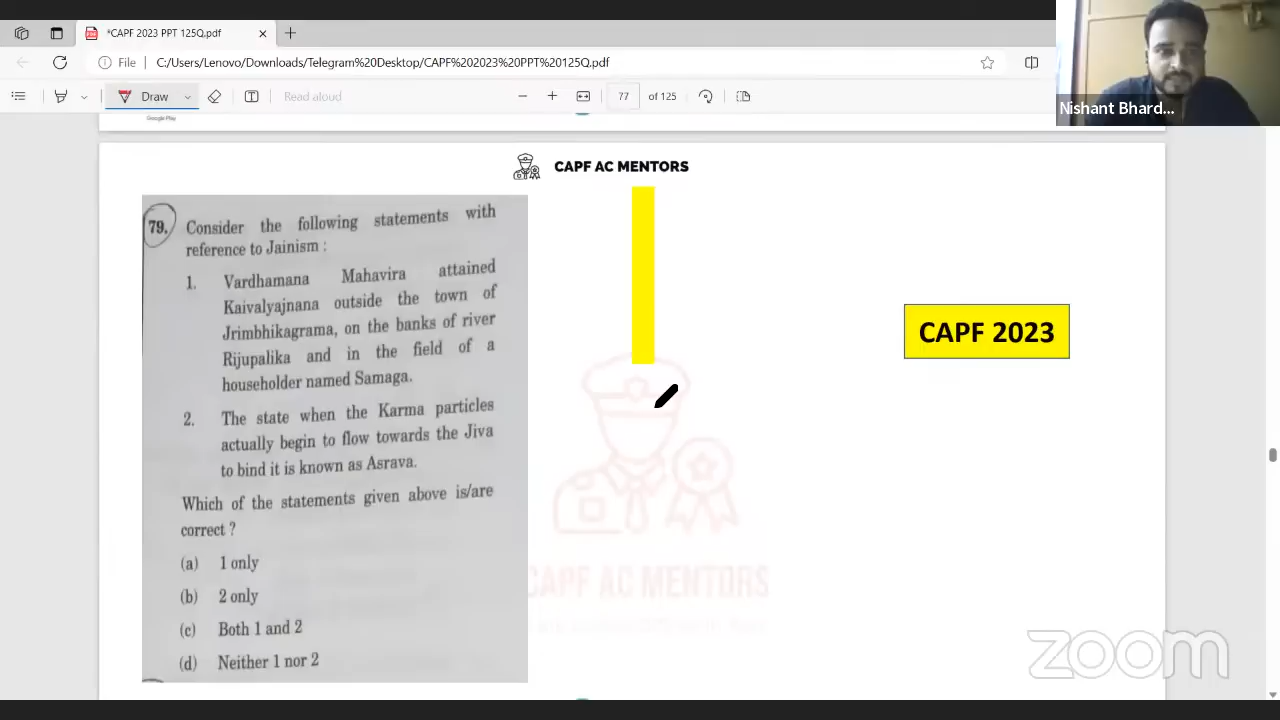 *CAPF 2023 PPT 125Q.pdf
File
C:/Users/Lenovo/Downloads/Telegram%20Desktop/CAPF%202023%20PPT%20125Q.pdf
Draw
Read aloud
77
of 125
Nishant Bhard...
Google Play
CAPF AC MENTORS
79. Consider the following statements with
reference to Jainism :
1. Vardhamana Mahavira attained
Kaivalyajnana outside the town of
Jrimbhikagrama, on the banks of river
Rijupalika and in the field of a
householder named Samaga.
2. The state when the Karma particles
actually begin to flow towards the Jiva
to bind it is known as Asrava.
Which of the statements given above is/are
correct ?
(a) 1 only
(b) 2 only
(c) Both 1 and 2
(d) Neither 1 nor 2
CAPF 2023
CAPF AC MENTORS
zoom